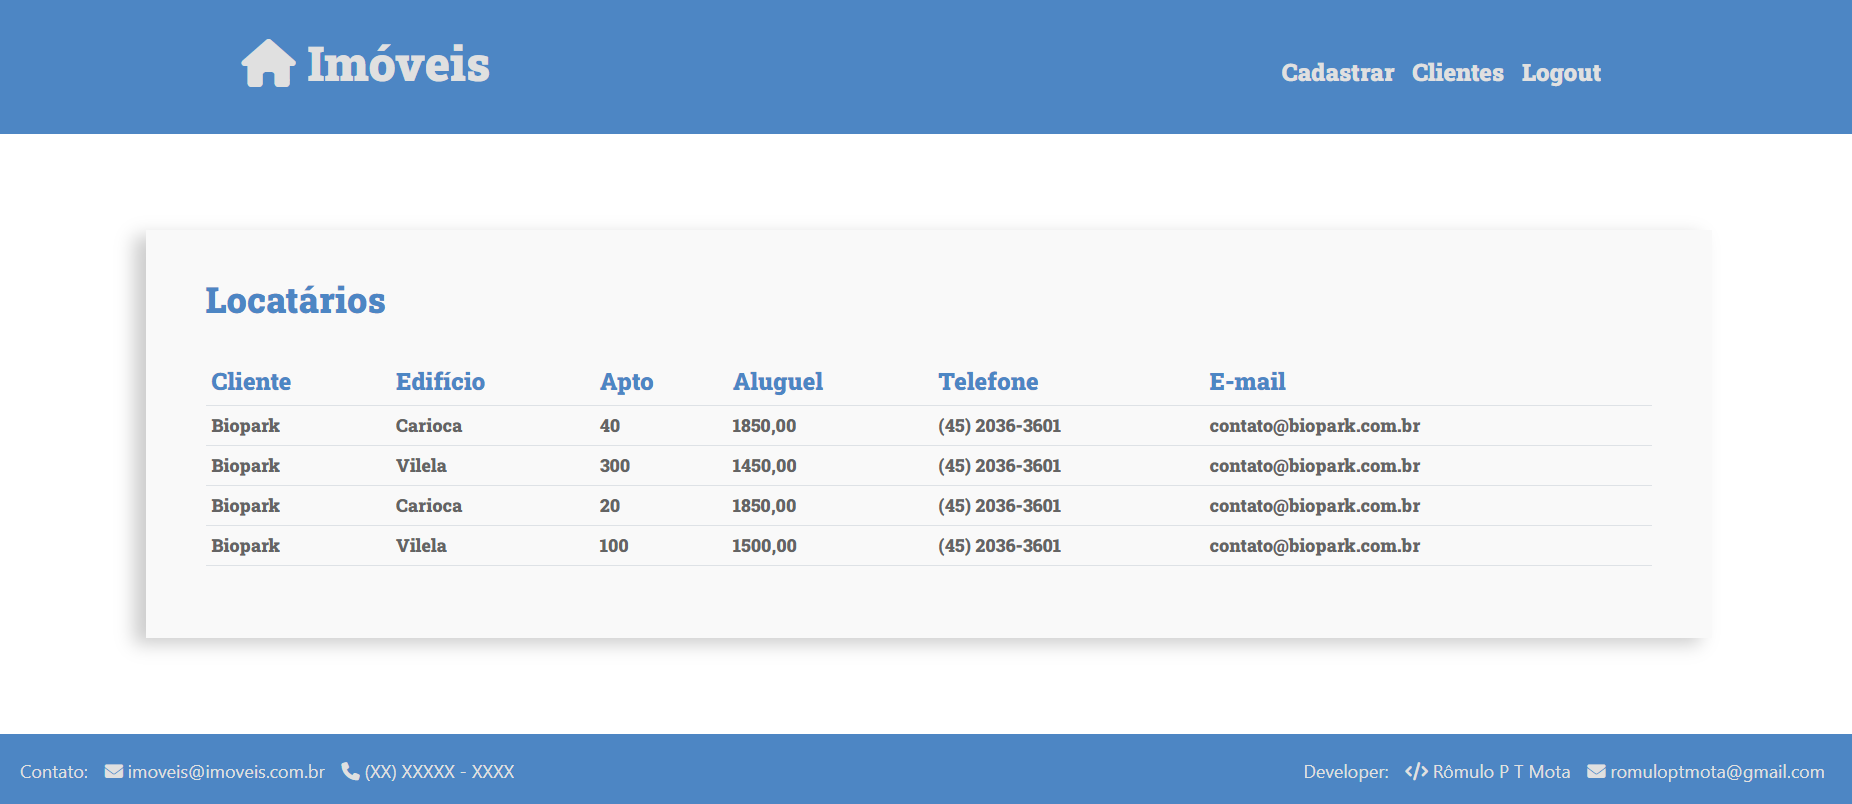 Imóveis
Cadastrar Clientes Logout
Locatários
Cliente Edifício Apto Aluguel Telefone E-mail
Biopark Carioca 40 1850,00 (45) 2036-3601 contato@biopark.com.br
Biopark Vilela 300 1450,00 (45) 2036-3601 contato@biopark.com.br
Biopark Carioca 20 1850,00 (45) 2036-3601 contato@biopark.com.br
Biopark Vilela 100 1500,00 (45) 2036-3601 contato@biopark.com.br
Contato: imoveis@imoveis.com.br (XX) XXXXX - XXXX
Developer: Rômulo P T Mota romuloptmota@gmail.com